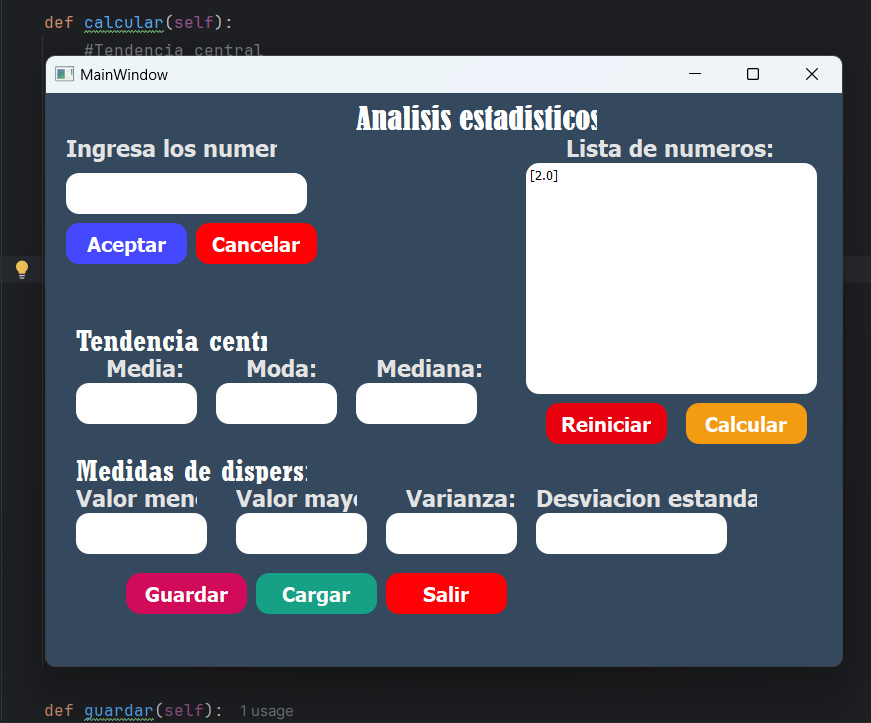 def calcular(self):
#Tendencia central
MainWindow
Analisis estadisticos
Ingresa los numer
Lista de numeros:
[2.0]
Aceptar
Cancelar
Tendencia centr
Media:
Moda:
Mediana:
Reiniciar
Calcular
Medidas de dispers
Valor men
Valor mayo
Varianza:
Desviacion estanda
Guardar
Cargar
Salir
def guardar(self): 1 usage